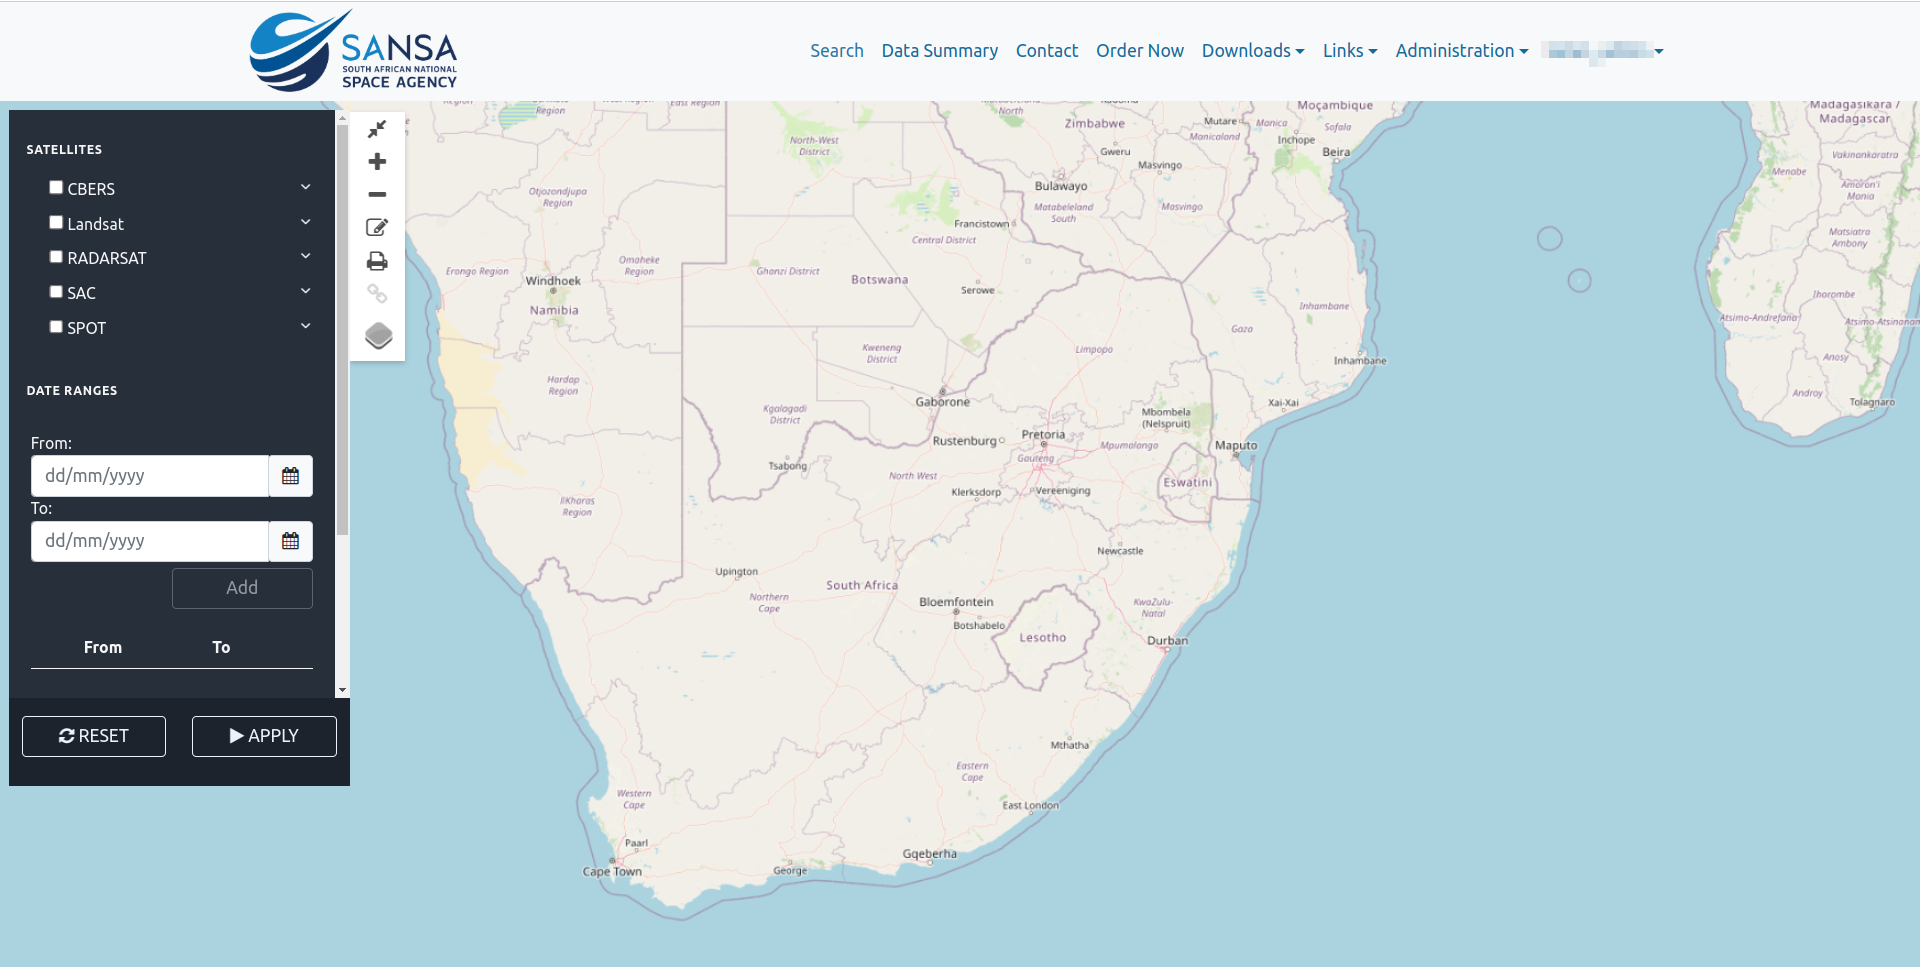 SANSA
SOUTH AFRICAN NATIONAL
SPACE AGENCY
Search
Data Summary
Contact
Order Now
Downloads
Links
Administration
SATELLITES
CBERS
Landsat
RADARSAT
SAC
SPOT
DATE RANGES
From:
dd/mm/yyyy
To:
dd/mm/yyyy
Add
From To
RESET
APPLY
East Region
Moçambique
Madagasikara /
Madagascar
Zimbabwe
Mutare
Manica
Sofala
Manicaland
Inchope
Beira
North-West
District
Gweru
Masvingo
Vakinankaratra
Menabe
Amoron'i
Mania
Otjozondjupa
Region
Bulawayo
Matabeleland
South
Masvingo
Francistown
Central District
Matsiatra
Ambony
Omaheke
Region
Erongo Region
Ghanzi District
Windhoek
Botswana
Serowe
Namibia
Inhambane
Ihorombe
Atsimo-Andrefana
Atsimo-Atsinanana
Gaza
Kweneng
District
Limpopo
Inhambane
Anosy
Hardap
Region
Androy
Tolagnaro
Gaborone
Xai-Xai
Kgalagadi
District
Mbombela
(Nelspruit)
Rustenburg
Pretoria
Mpumalanga
Maputo
Gauteng
Tsabong
North West
Eswatini
Klerksdorp
Vereeniging
ǁKharas
Region
Newcastle
Upington
South Africa
Northern
Cape
Bloemfontein
KwaZulu-
Natal
Botshabelo
Lesotho
Durban
Mthatha
Eastern
Cape
Western
Cape
East London
Paarl
Gqeberha
Cape Town
George